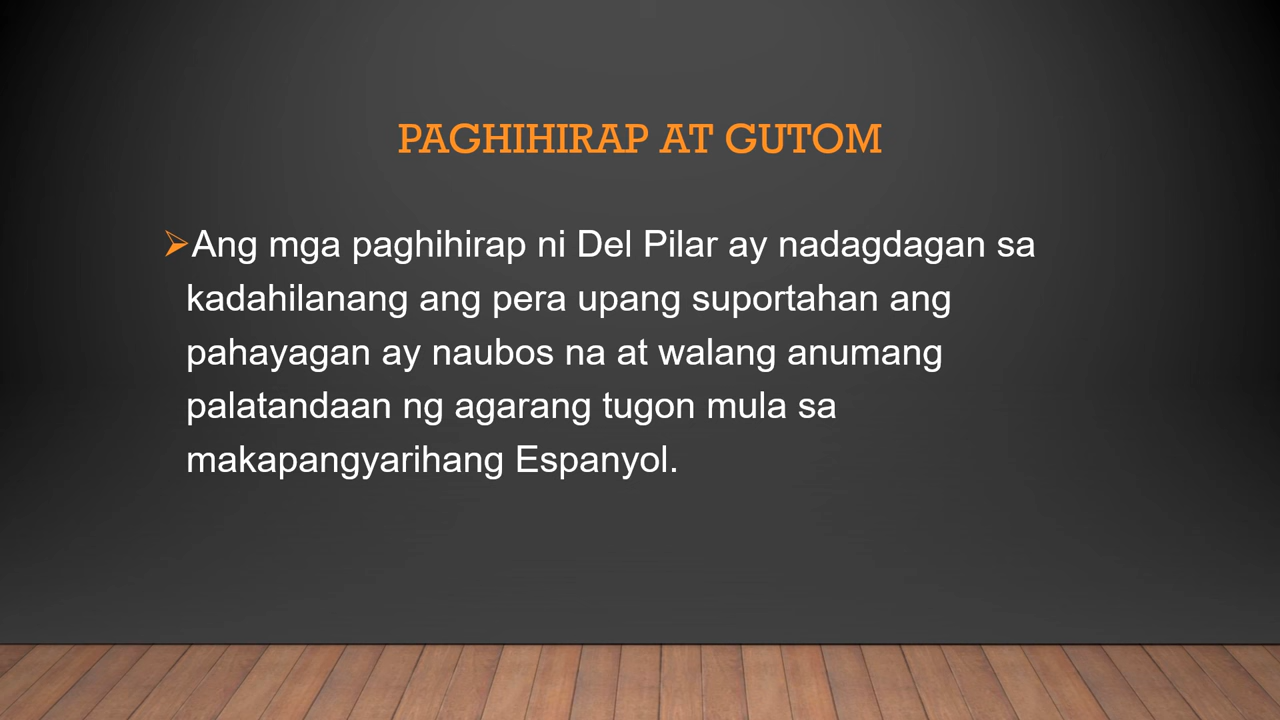 PAGHIHIRAP AT GUTOM
➢Ang mga paghihirap ni Del Pilar ay nadagdagan sa
kadahilanang ang pera upang suportahan ang
pahayagan ay naubos na at walang anumang
palatandaan ng agarang tugon mula sa
makapangyarihang Espanyol.